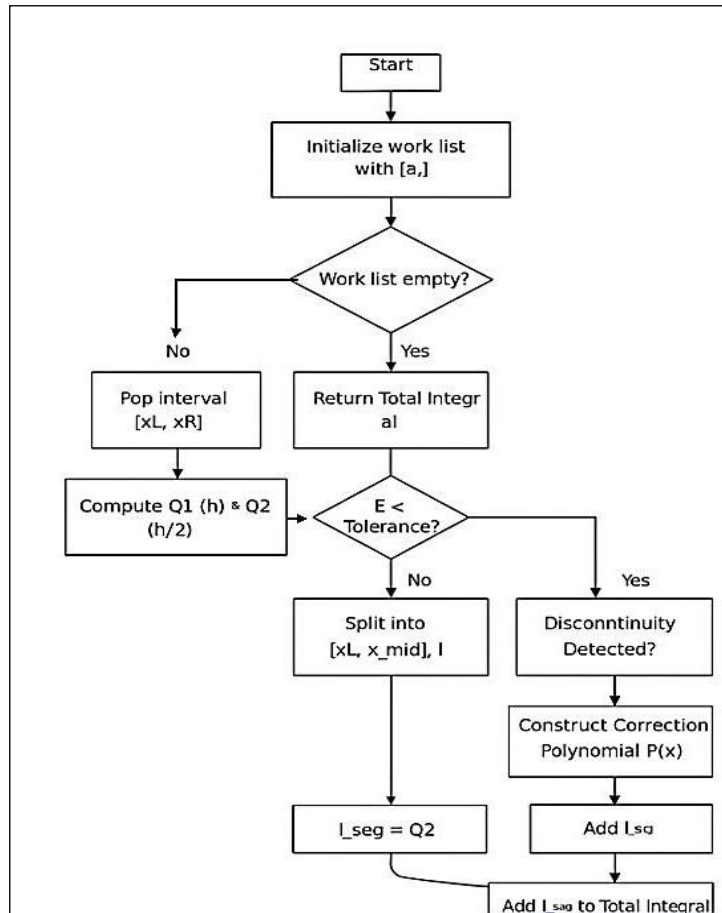 Start
Initialize work list
with [a,]
Work list empty?
No
Yes
Pop interval
[xL, xR]
Return Total Integr
al
Compute Q1 (h) & Q2
(h/2)
E <
Tolerance?
No
Yes
Split into
[xL, x_mid], I
Disconntinuity
Detected?
Construct Correction
Polynomial P(x)
I_seg = Q2
Add I_sq
Add I_sag to Total Integral